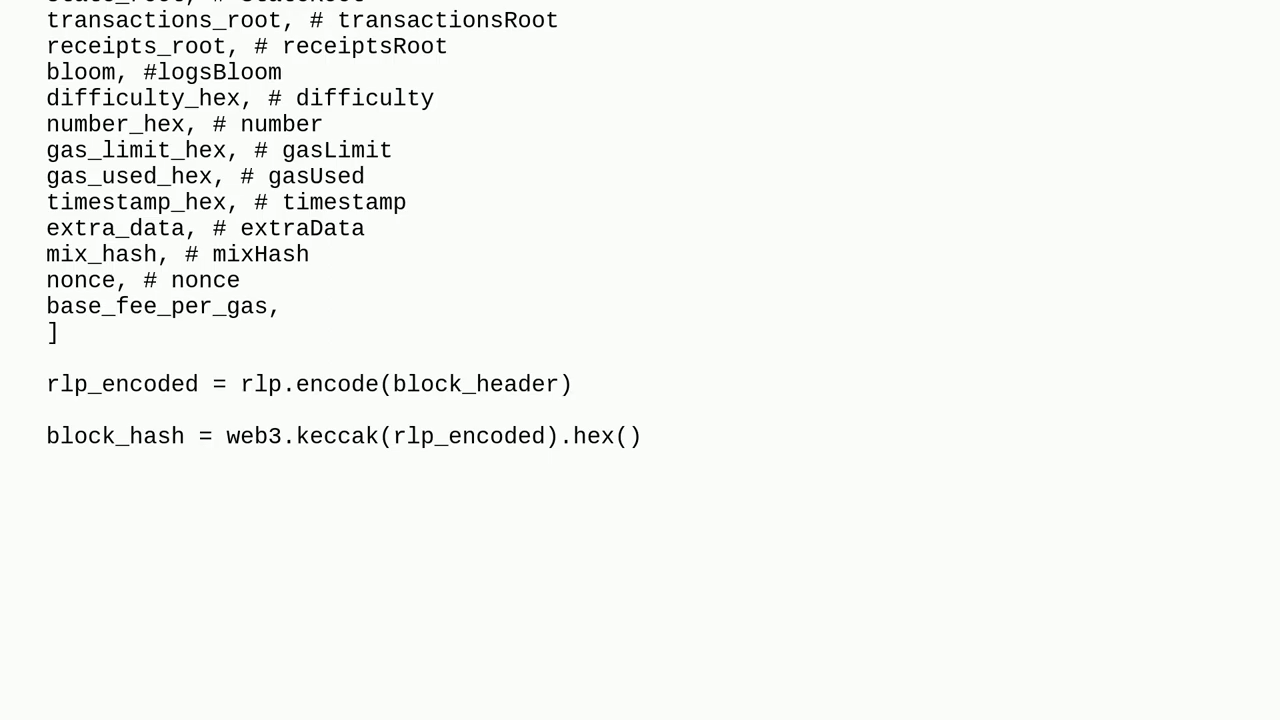 transactions_root, # transactionsRoot
receipts_root, # receiptsRoot
bloom, #logsBloom
difficulty_hex, # difficulty
number_hex, # number
gas_limit_hex, # gasLimit
gas_used_hex, # gasUsed
timestamp_hex, # timestamp
extra_data, # extraData
mix_hash, # mixHash
nonce, # nonce
base_fee_per_gas,
]
rlp_encoded = rlp.encode(block_header)
block_hash = web3.keccak(rlp_encoded).hex()